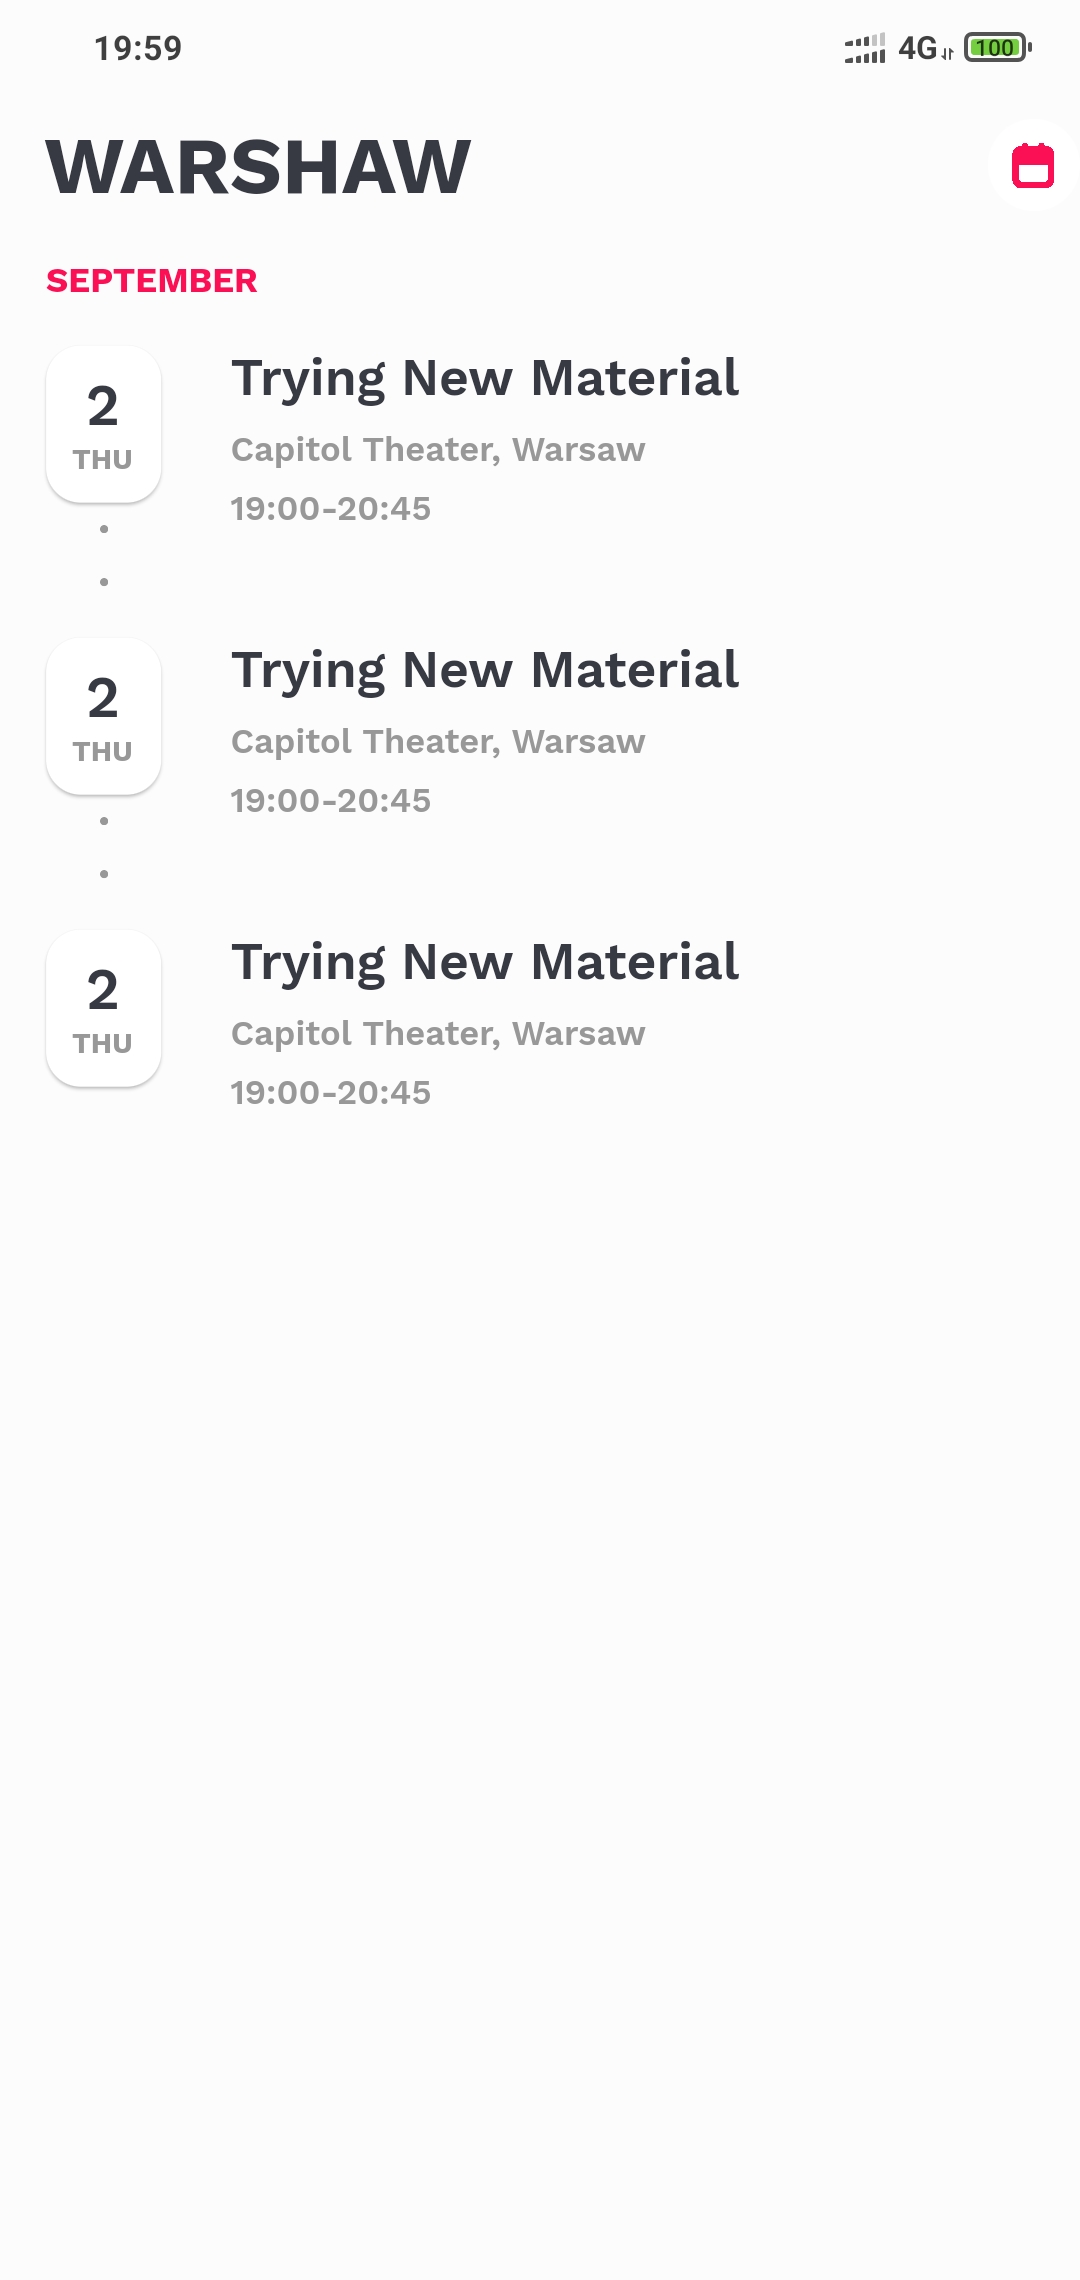 19:59
4G
100
WARSHAW
SEPTEMBER
2
THU
Trying New Material
Capitol Theater, Warsaw
19:00-20:45
2
THU
Trying New Material
Capitol Theater, Warsaw
19:00-20:45
2
THU
Trying New Material
Capitol Theater, Warsaw
19:00-20:45